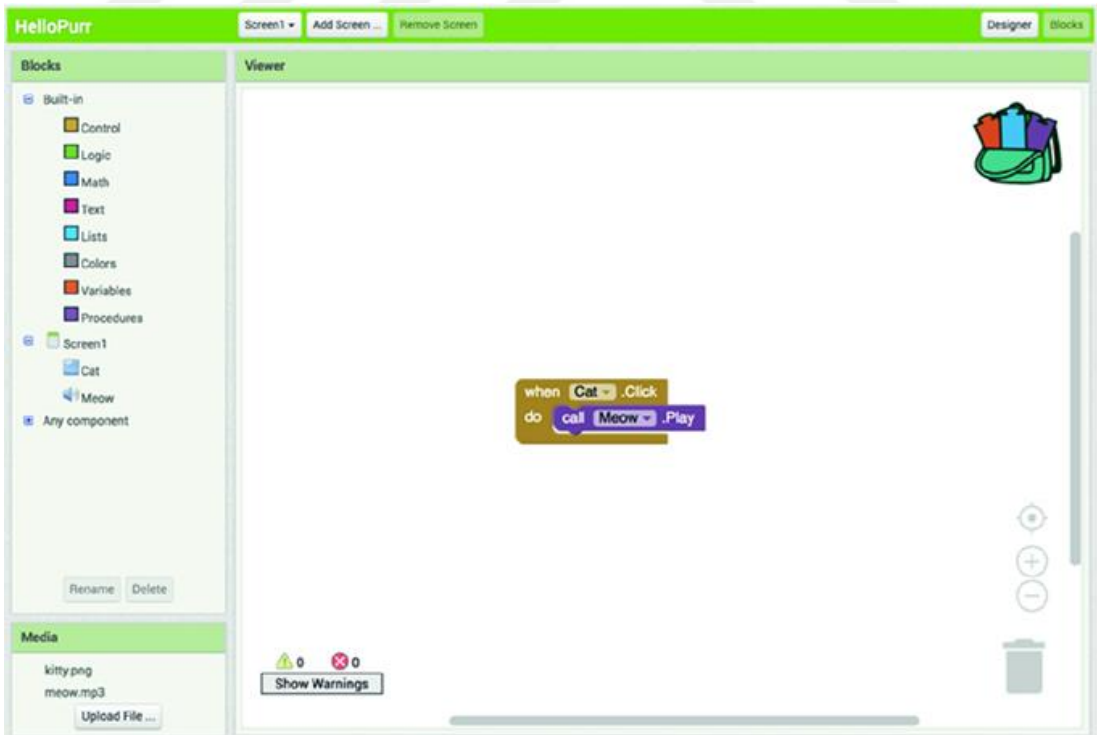 HelloPurr
Screen1 Add Screen ... Remove Screen
Designer Blocks
Blocks
Built-in
Control
Logic
Math
Text
Lists
Colors
Variables
Procedures
Screen1
Cat
Meow
Any component
Rename Delete
Media
kitty.png
meow.mp3
Upload File ...
Viewer
when Cat .Click
do call Meow .Play
0 0
Show Warnings